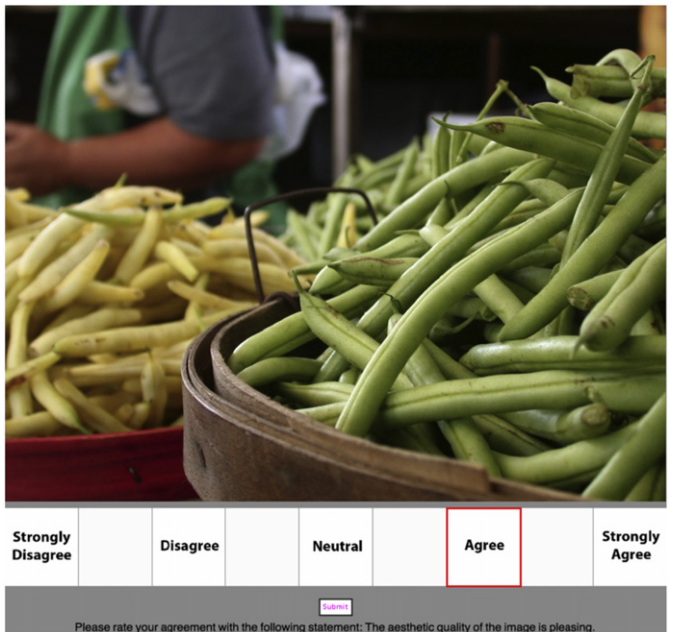 Strongly Disagree
Disagree
Neutral
Agree
Strongly Agree
Submit
Please rate your agreement with the following statement: The aesthetic quality of the image is pleasing.